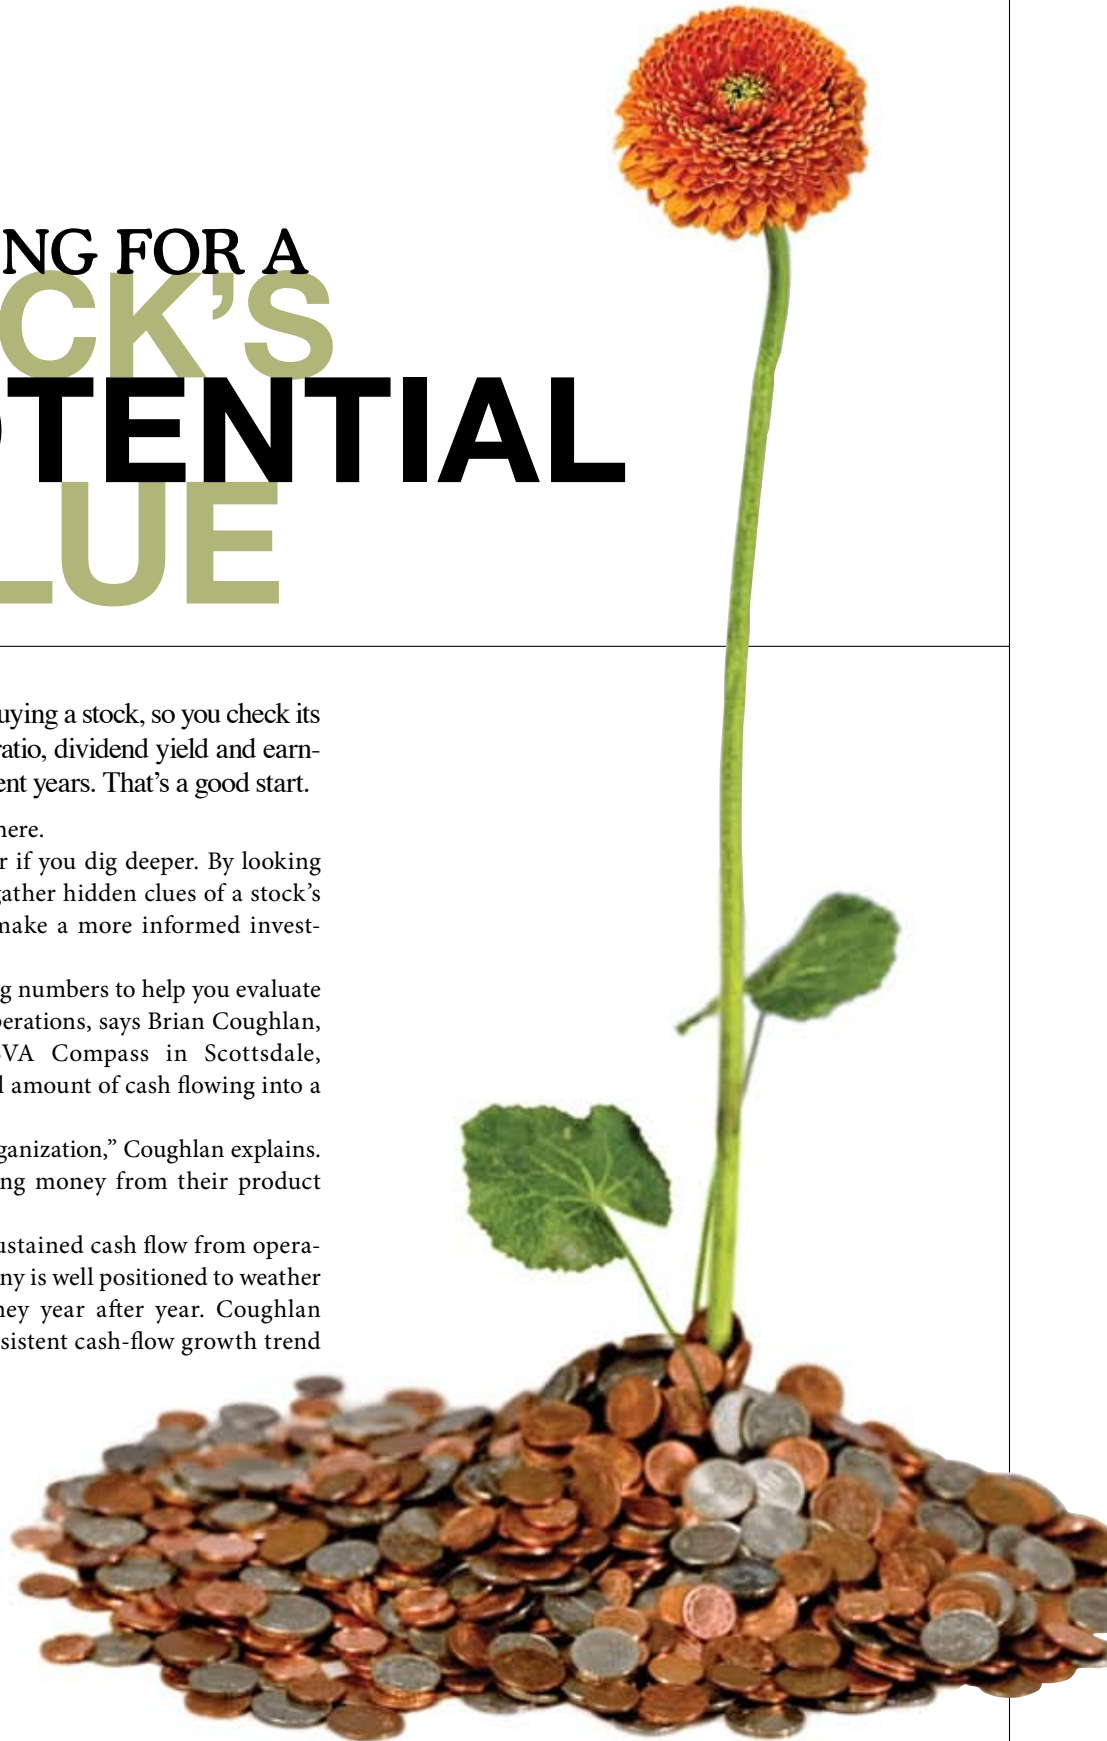 NG FOR A
CK’S
OTENTIAL
LUE
uying a stock, so you check its
ratio, dividend yield and earn-
ent years. That’s a good start.
here.
r if you dig deeper. By looking
gather hidden clues of a stock’s
make a more informed invest-
g numbers to help you evaluate
perations, says Brian Coughlan,
VA Compass in Scottsdale,
l amount of cash flowing into a
ganization,” Coughlan explains.
ng money from their product
ustained cash flow from opera-
ny is well positioned to weather
ney year after year. Coughlan
sistent cash-flow growth trend